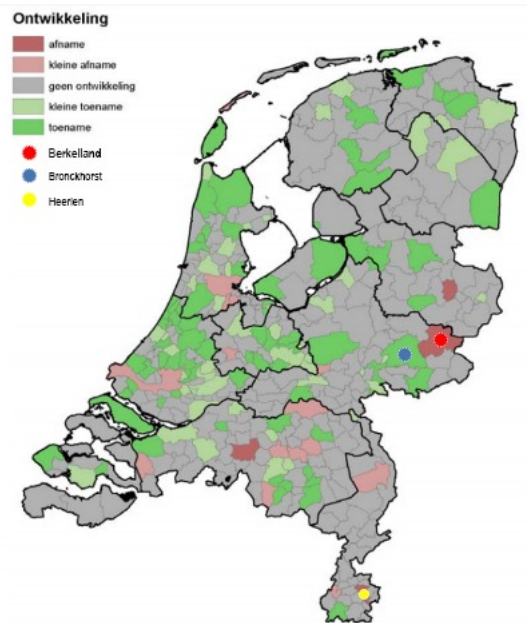 Ontwikkeling
afname
kleine afname
geen ontwikkeling
kleine toename
toename
Berkelland
Bronckhorst
Heerlen